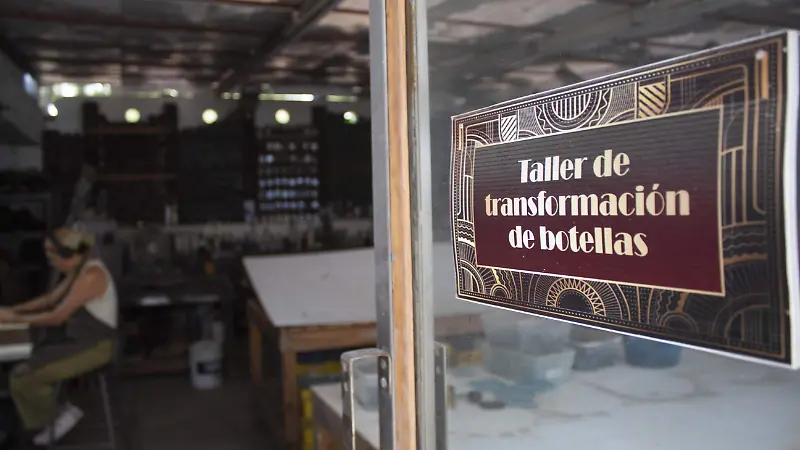 Taller de
transformación
de botellas